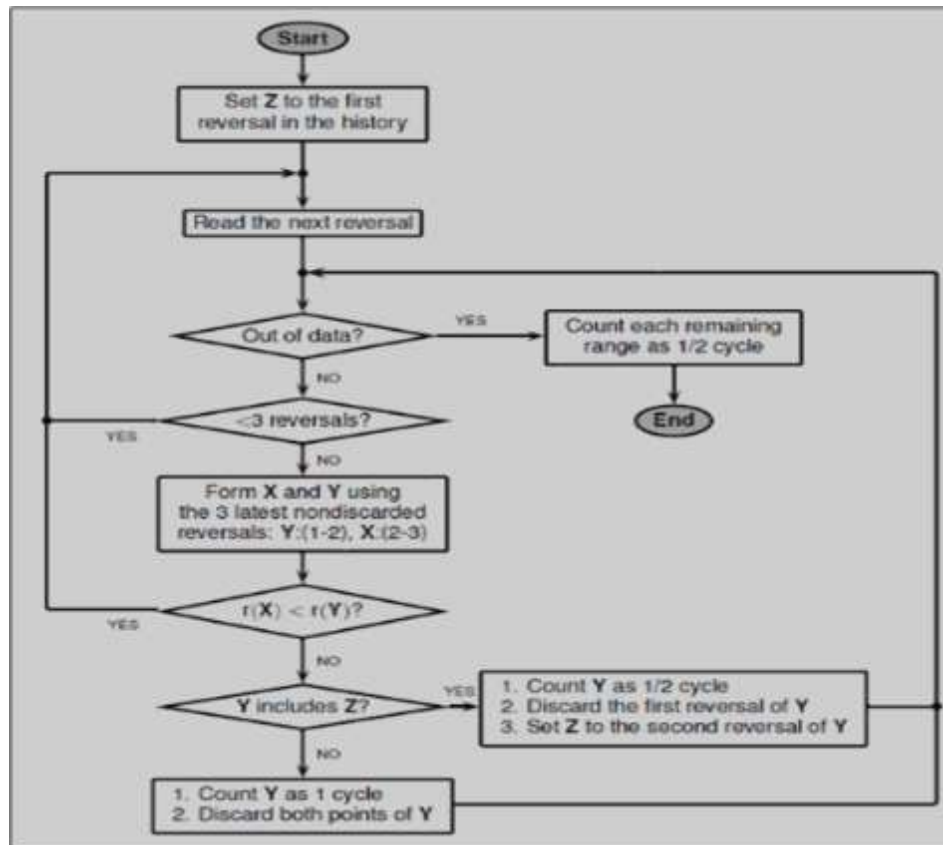 Start
Set Z to the first
reversal in the history
Read the next reversal
Out of data?
YES
Count each remaining
range as 1/2 cycle
NO
End
<3 reversals?
YES
NO
Form X and Y using
the 3 latest nondiscarded
reversals: Y:(1-2), X:(2-3)
r(X) < r(Y)?
YES
NO
Y includes Z?
YES
1. Count Y as 1/2 cycle
2. Discard the first reversal of Y
3. Set Z to the second reversal of Y
NO
1. Count Y as 1 cycle
2. Discard both points of Y